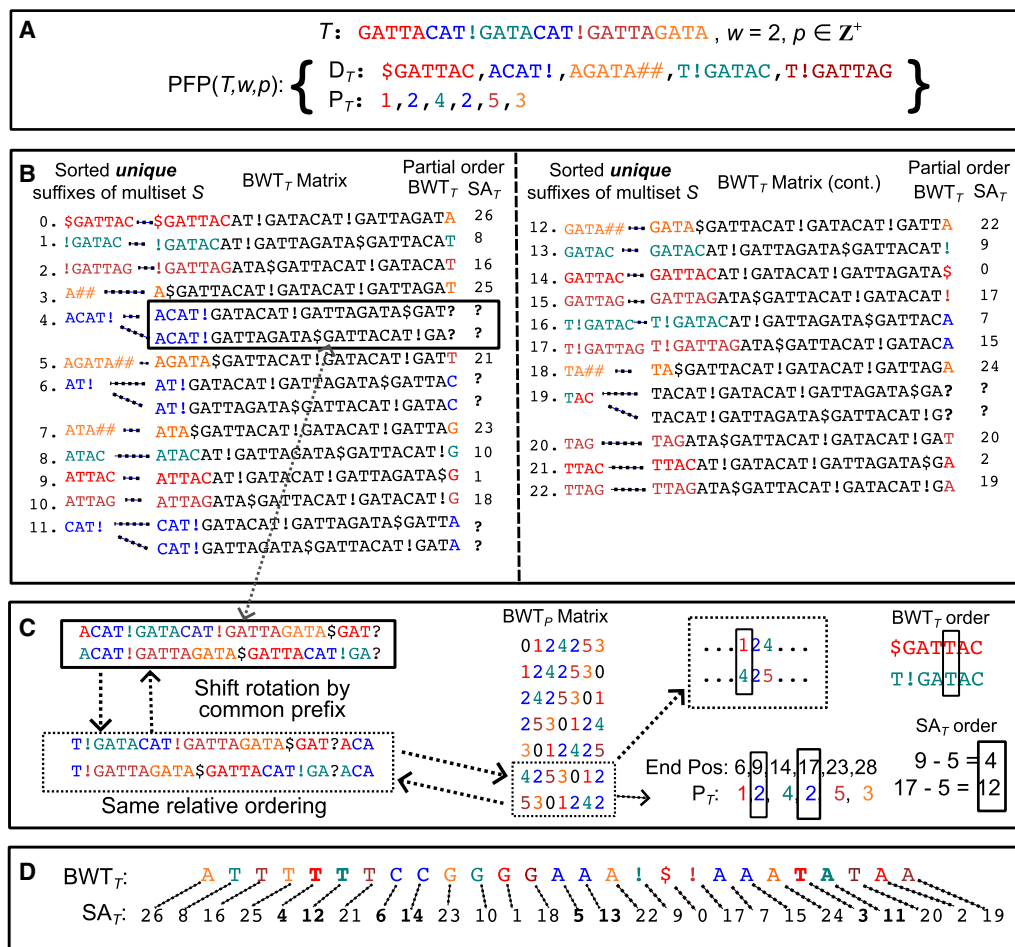 A
T: GATTACAT!GATACAT!GATTAGATA , w = 2, p ∈ Z⁺
PFP(T,w,p): { D_T: $GATTAC,ACAT!,AGATA##,T!GATAC,T!GATTAG }
P_T: 1,2,4,2,5,3
B
Sorted unique suffixes of multiset S BWT_T Matrix Partial order BWT_T SA_T
0. $GATTAC $GATTACAT!GATACAT!GATTAGATA 26
1. !GATAC !GATACAT!GATTAGATA$GATTACAT 8
2. !GATTAG !GATTAGATA$GATTACAT!GATACAT 16
3. A## A$GATTACAT!GATACAT!GATTAGAT 25
4. ACAT! ACAT!GATACAT!GATTAGATA$GAT? ?
ACAT!GATTAGATA$GATTACAT!GA? ?
5. AGATA## AGATA$GATTACAT!GATACAT!GATT 21
6. AT! AT!GATACAT!GATTAGATA$GATTAC ?
AT!GATTAGATA$GATTACAT!GATAC ?
7. ATA## ATA$GATTACAT!GATACAT!GATTAG 23
8. ATAC ATACAT!GATTAGATA$GATTACAT!G 10
9. ATTAC ATTACAT!GATACAT!GATTAGATA$G 1
10. ATTAG ATTAGATA$GATTACAT!GATACAT!G 18
11. CAT! CAT!GATACAT!GATTAGATA$GATTA ?
CAT!GATTAGATA$GATTACAT!GATA ?
Sorted unique suffixes of multiset S BWT_T Matrix (cont.) Partial order BWT_T SA_T
12. GATA## GATA$GATTACAT!GATACAT!GATTA 22
13. GATAC GATACAT!GATTAGATA$GATTACAT! 9
14. GATTAC GATTACAT!GATACAT!GATTAGATA$ 0
15. GATTAG GATTAGATA$GATTACAT!GATACAT! 17
16. T!GATAC T!GATACAT!GATTAGATA$GATTACA 7
17. T!GATTAG T!GATTAGATA$GATTACAT!GATACA 15
18. TA## TA$GATTACAT!GATACAT!GATTAGA 24
19. TAC TACAT!GATACAT!GATTAGATA$GA? ?
TACAT!GATTAGATA$GATTACAT!G? ?
20. TAG TAGATA$GATTACAT!GATACAT!GAT 20
21. TTAC TTACAT!GATACAT!GATTAGATA$GA 2
22. TTAG TTAGATA$GATTACAT!GATACAT!GA 19
C
ACAT!GATACAT!GATTAGATA$GAT?
ACAT!GATTAGATA$GATTACAT!GA?
Shift rotation by
common prefix
T!GATACAT!GATTAGATA$GAT?ACA
T!GATTAGATA$GATTACAT!GA?ACA
Same relative ordering
BWT_P Matrix
0124253
1242530
2425301
2530124
3012425
4253012
5301242
...124...
...425...
End Pos: 6,9,14,17,23,28
P_T: 1,2, 4,2, 5, 3
BWT_T order
$GATTAC
T!GATAC
SA_T order
9 - 5 = 4
17 - 5 = 12
D
BWT_T: A T T T T T T C C G G G G A A A ! $ ! A A A T A T A A
SA_T: 26 8 16 25 4 12 21 6 14 23 10 1 18 5 13 22 9 0 17 7 15 24 3 11 20 2 19